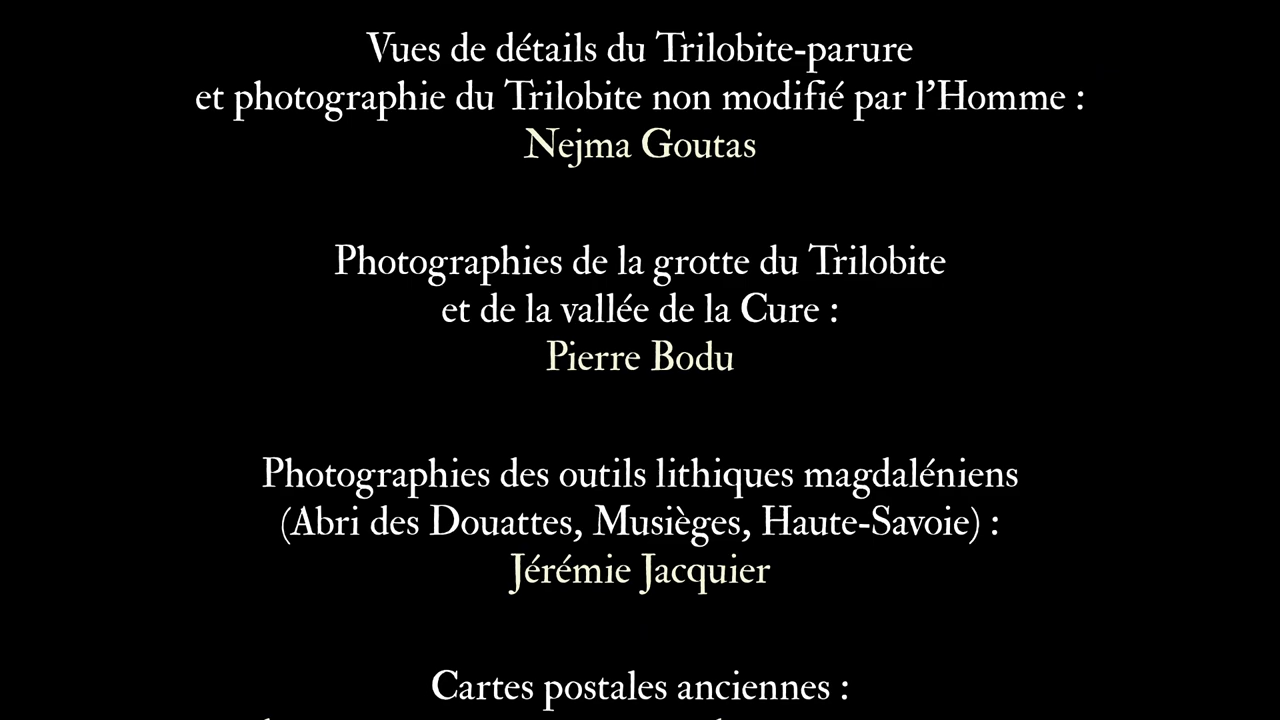 Vues de détails du Trilobite-parure
et photographie du Trilobite non modifié par l'Homme :
Nejma Goutas
Photographies de la grotte du Trilobite
et de la vallée de la Cure :
Pierre Bodu
Photographies des outils lithiques magdaléniens
(Abri des Douattes, Musièges, Haute-Savoie) :
Jérémie Jacquier
Cartes postales anciennes :